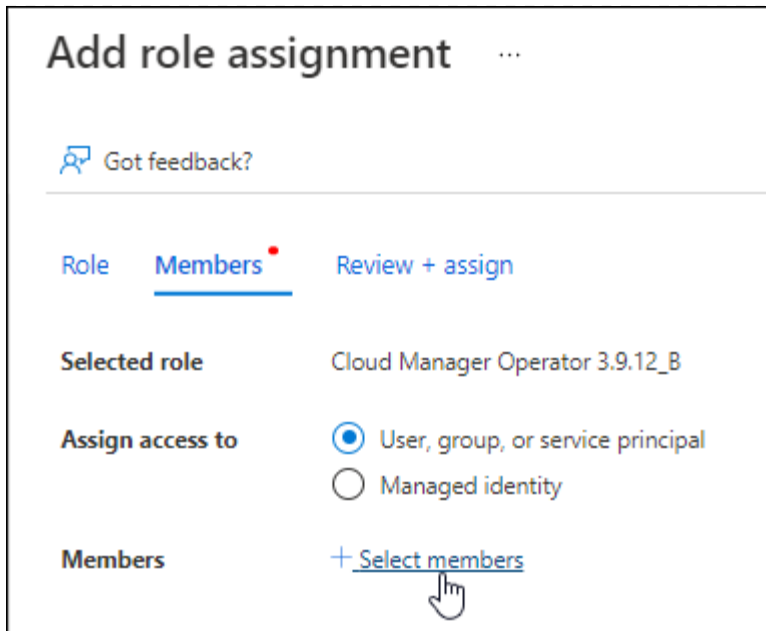 Add role assignment ...
Got feedback?
Role Members Review + assign
Selected role Cloud Manager Operator 3.9.12_B
Assign access to User, group, or service principal
Managed identity
Members + Select members